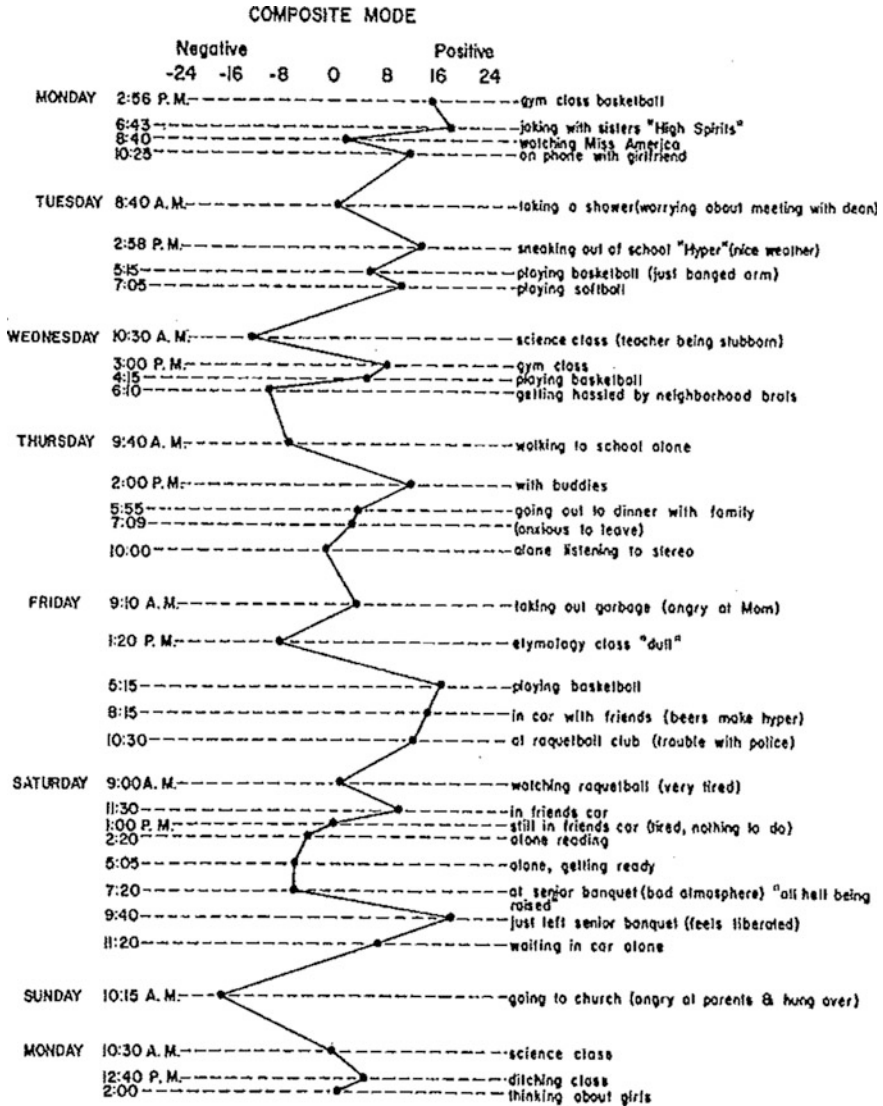 COMPOSITE MODE
Negative Positive
-24 -16 -8 0 8 16 24
MONDAY 2:56 P.M. gym class basketball
6:43 joking with sisters "High Spirits"
8:40 watching Miss America
10:25 on phone with girlfriend
TUESDAY 8:40 A.M. taking a shower (worrying about meeting with dean)
2:58 P.M. sneaking out of school "Hyper" (nice weather)
5:15 playing basketball (just banged arm)
7:05 playing softball
WEDNESDAY 10:30 A.M. science class (teacher being stubborn)
3:00 P.M. gym class
4:15 playing basketball
6:10 getting hassled by neighborhood brats
THURSDAY 9:40 A.M. walking to school alone
2:00 P.M. with buddies
5:55 going out to dinner with family
7:09 (anxious to leave)
10:00 alone listening to stereo
FRIDAY 9:10 A.M. taking out garbage (angry at Mom)
1:20 P.M. etymology class "dull"
5:15 playing basketball
8:15 in car with friends (beers make hyper)
10:30 at raquetball club (trouble with police)
SATURDAY 9:00 A.M. watching raquetball (very tired)
11:30 in friends car
1:00 P.M. still in friends car (tired, nothing to do)
2:20 alone reading
5:05 alone, getting ready
7:20 at senior banquet (bad atmosphere) "all hell being
raised"
9:40 just left senior banquet (feels liberated)
11:20 waiting in car alone
SUNDAY 10:15 A.M. going to church (angry at parents & hung over)
MONDAY 10:30 A.M. science class
12:40 P.M. ditching class
2:00 thinking about girls